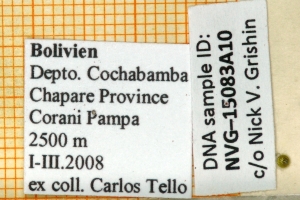 Bolivien
Depto. Cochabamba
Chapare Province
Corani Pampa
2500 m
I-III.2008
ex coll. Carlos Tello
DNA sample ID:
NVG-15083A10
c/o Nick V. Grishin